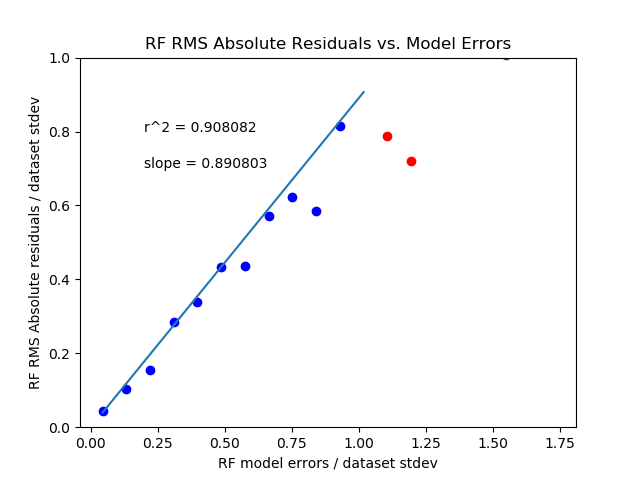 RF RMS Absolute Residuals vs. Model Errors
1.0
0.8
0.6
0.4
0.2
0.0
RF RMS Absolute residuals / dataset stdev
r^2 = 0.908082
slope = 0.890803
0.00 0.25 0.50 0.75 1.00 1.25 1.50 1.75
RF model errors / dataset stdev